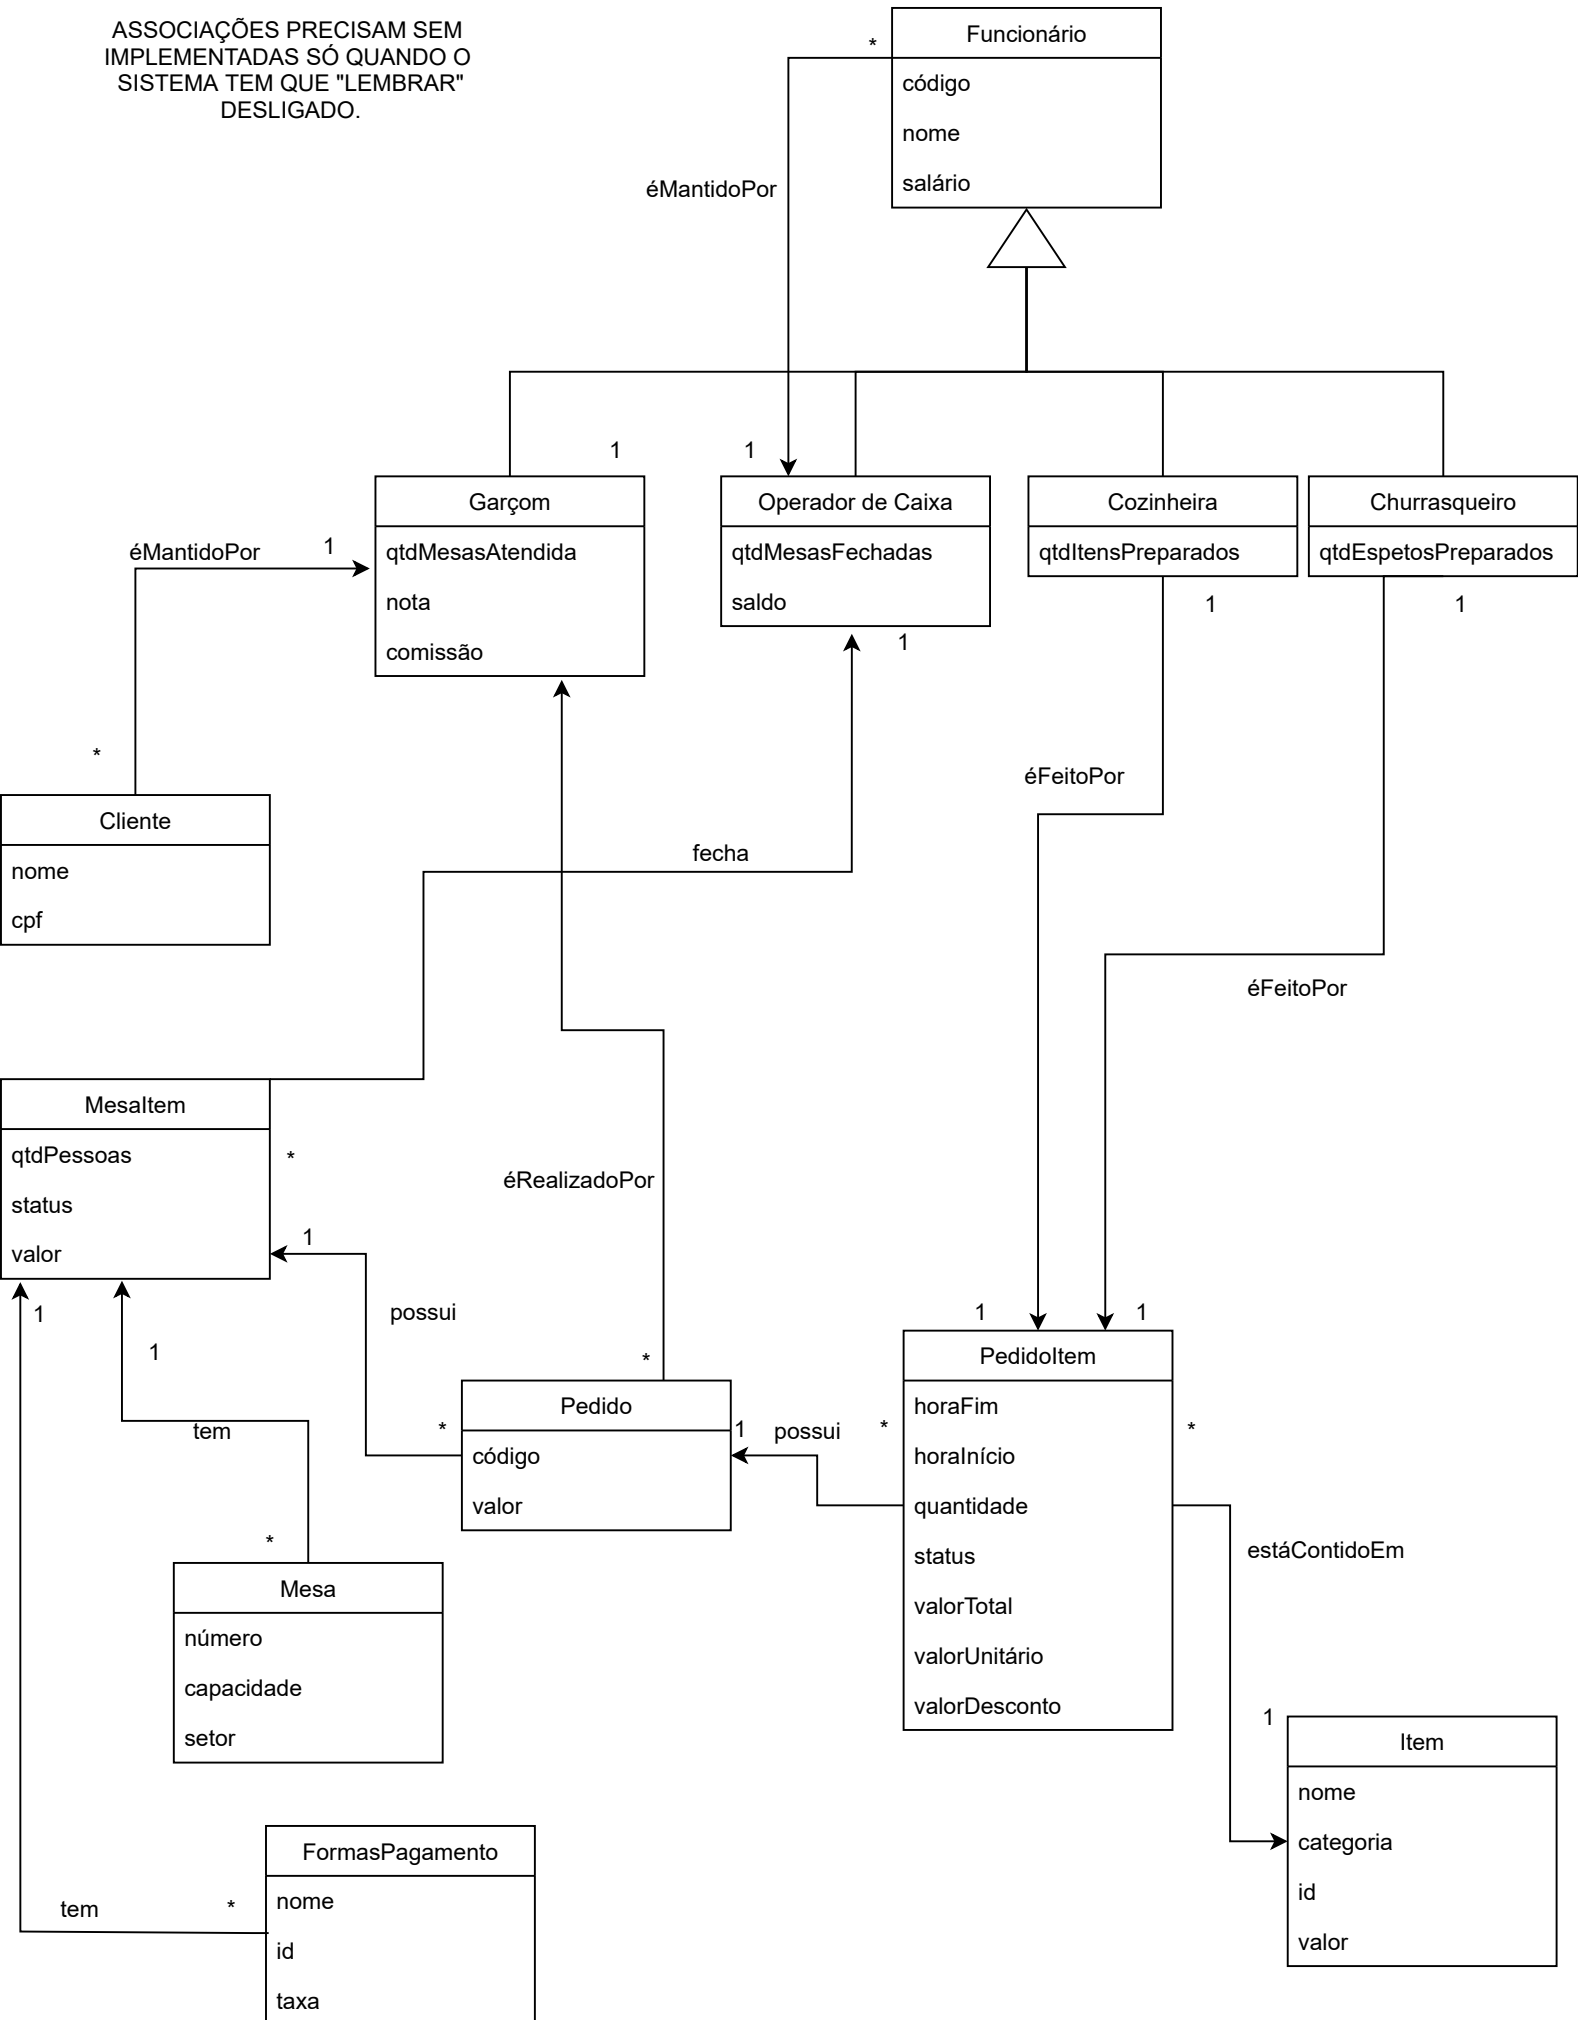 ASSOCIAÇÕES PRECISAM SEM
IMPLEMENTADAS SÓ QUANDO O
SISTEMA TEM QUE "LEMBRAR"
DESLIGADO.
*
Funcionário
código
nome
salário
éMantidoPor
1
1
Garçom
qtdMesasAtendida
nota
comissão
Operador de Caixa
qtdMesasFechadas
saldo
1
Cozinheira
qtdItensPreparados
1
Churrasqueiro
qtdEspetosPreparados
1
éMantidoPor
1
*
Cliente
nome
cpf
fecha
éFeitoPor
éFeitoPor
MesaItem
qtdPessoas
status
valor
*
1
éRealizadoPor
possui
1
1
tem
*
*
Pedido
código
valor
1
possui
*
1
1
PedidoItem
horaFim
horaInício
quantidade
status
valorTotal
valorUnitário
valorDesconto
*
estáContidoEm
1
Item
nome
categoria
id
valor
*
Mesa
número
capacidade
setor
tem
*
FormasPagamento
nome
id
taxa